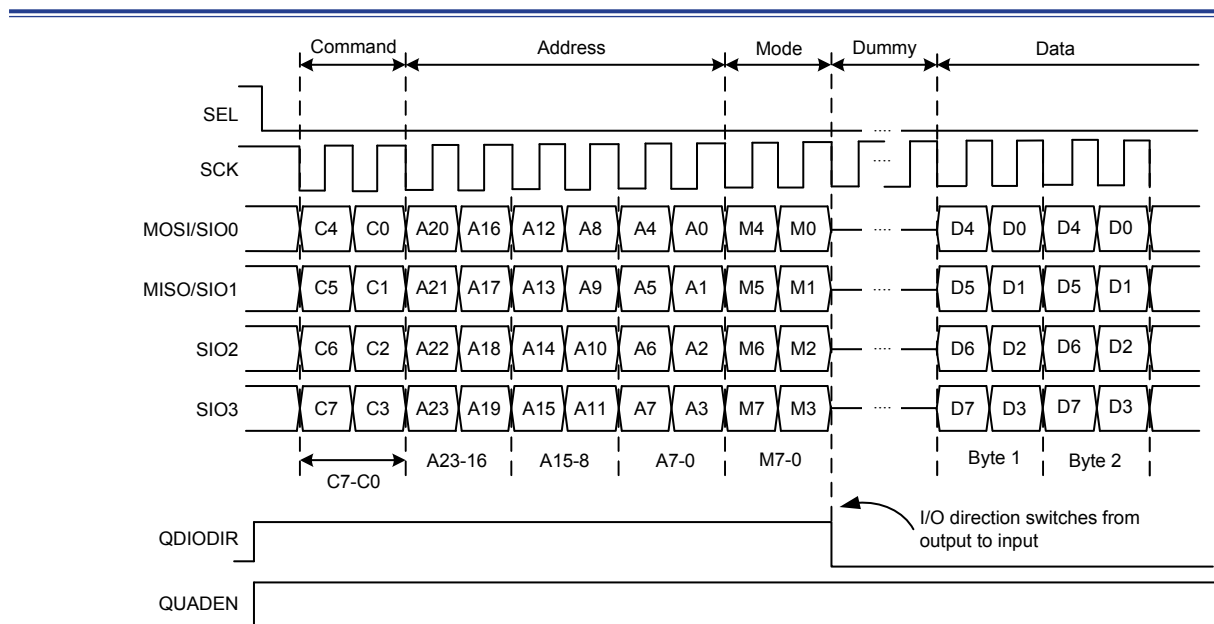 Command Address Mode Dummy Data
SEL ....
SCK ....
MOSI/SIO0 C4 C0 A20 A16 A12 A8 A4 A0 M4 M0 .... D4 D0 D4 D0
MISO/SIO1 C5 C1 A21 A17 A13 A9 A5 A1 M5 M1 .... D5 D1 D5 D1
SIO2 C6 C2 A22 A18 A14 A10 A6 A2 M6 M2 .... D6 D2 D6 D2
SIO3 C7 C3 A23 A19 A15 A11 A7 A3 M7 M3 .... D7 D3 D7 D3
C7-C0 A23-16 A15-8 A7-0 M7-0 Byte 1 Byte 2
I/O direction switches from
output to input
QDIODIR
QUADEN